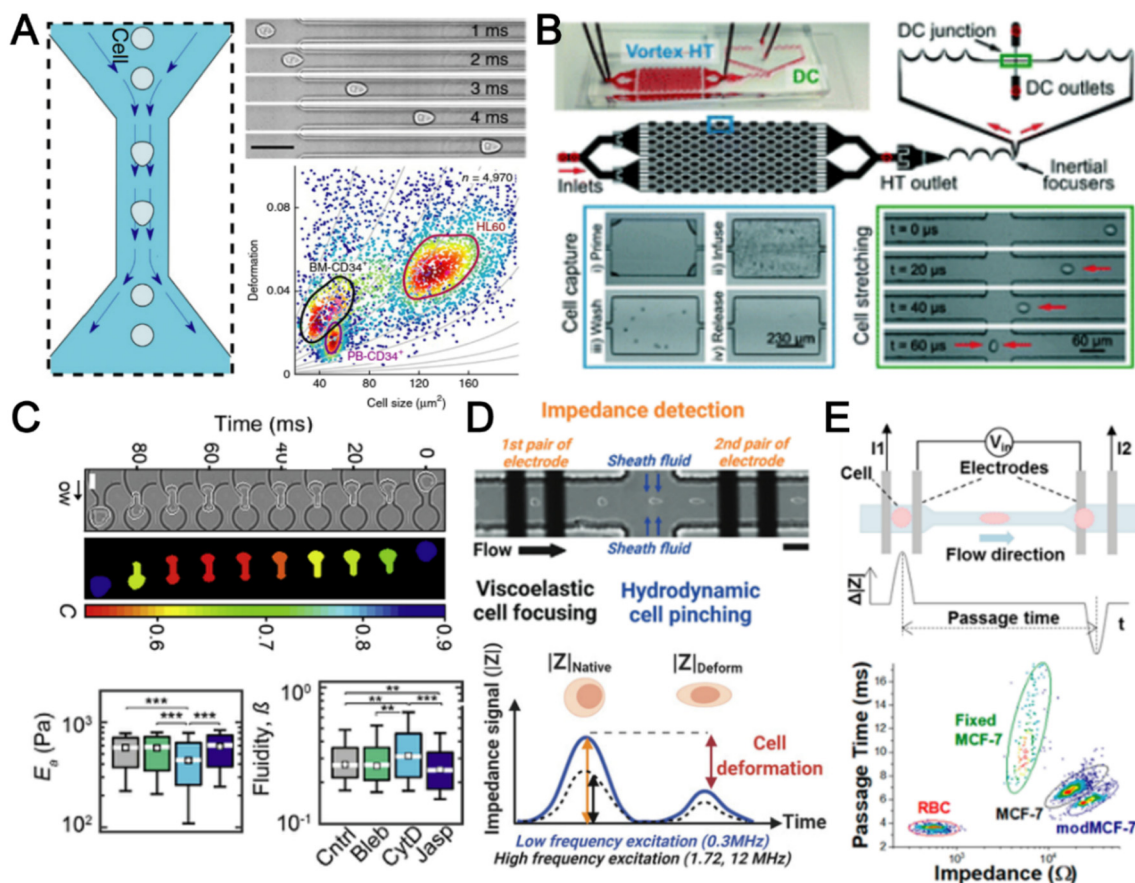 A
Cell
1 ms
2 ms
3 ms
4 ms
n = 4,970
0.08
0.04
0
Deformation
HL60
BM-CD34⁺
PB-CD34⁺
40
80
120
160
Cell size (μm²)
B
Vortex-HT
DC
DC junction
DC outlets
Inlets
HT outlet
Inertial
focusers
Cell capture
i) Prime
ii) Infuse
iii) Wash
iv) Release
230 μm
Cell stretching
t = 0 μs
t = 20 μs
t = 40 μs
t = 60 μs
60 μm
C
Time (ms)
80
60
40
20
0
ow
C
0.6
0.7
0.8
0.9
Eₐ (Pa)
10³
10²
***
***
***
Fluidity, ß
10⁰
10⁻¹
**
**
***
**
Cntrl
Bleb
CytD
Jasp
D
Impedance detection
1st pair of
electrode
Sheath fluid
2nd pair of
electrode
Flow
Sheath fluid
Viscoelastic
cell focusing
Hydrodynamic
cell pinching
|Z|Native
|Z|Deform
Impedance signal (|Z|)
Cell
deformation
Time
Low frequency excitation (0.3MHz)
High frequency excitation (1.72, 12 MHz)
E
I1
Vin
I2
Cell
Electrodes
Flow direction
Δ|Z|
Passage time
t
Passage Time (ms)
16
14
12
10
8
6
4
2
Fixed
MCF-7
RBC
MCF-7
modMCF-7
10³
10⁴
Impedance (Ω)